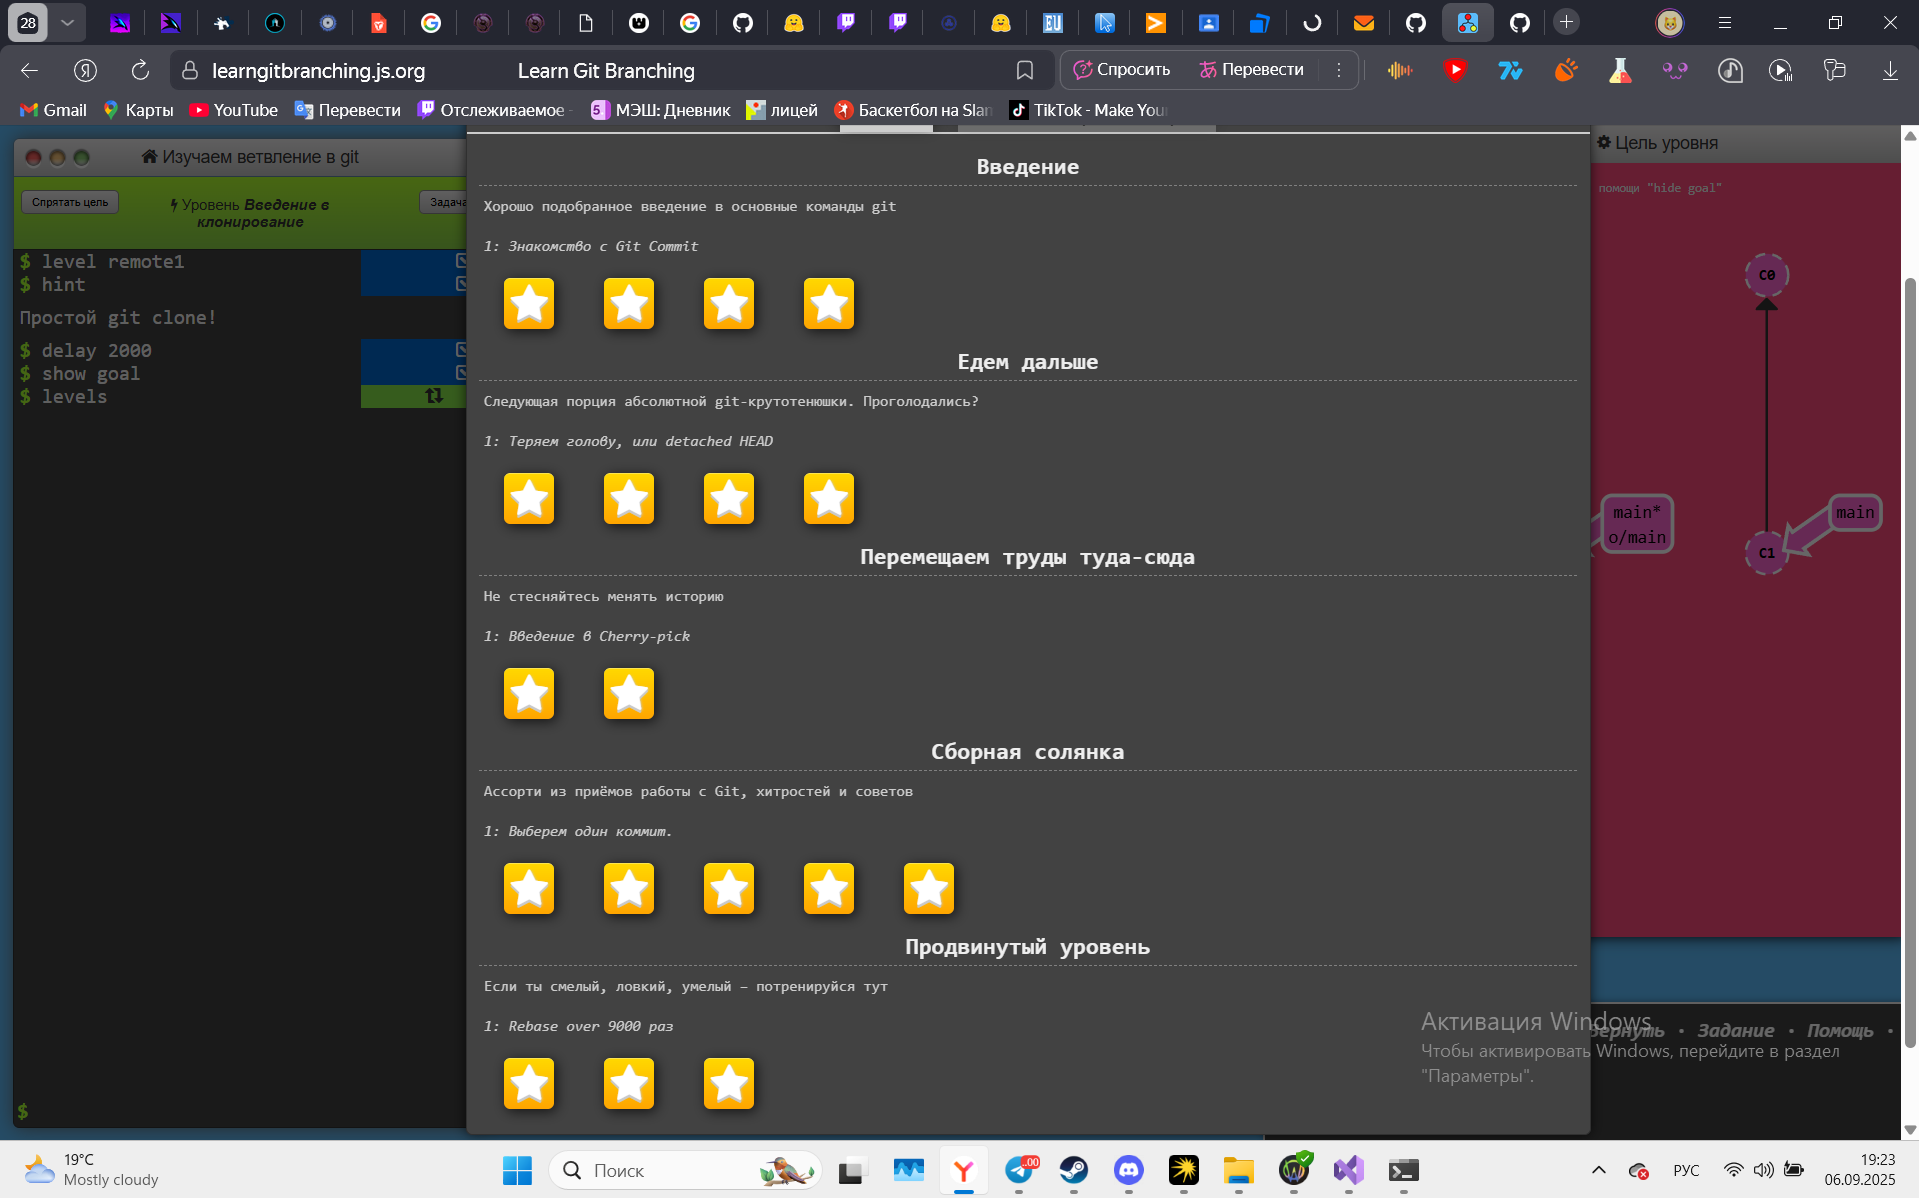 28
learngitbranching.js.org
Learn Git Branching
Спросить
Перевести
Gmail
Карты
YouTube
Перевести
Отслеживаемое -
МЭШ: Дневник
лицей
Баскетбол на Slan
TikTok - Make You
Изучаем ветвление в git
Спрятать цель
Уровень Введение в
клонирование
Задача
$ level remote1
$ hint
Простой git clone!
$ delay 2000
$ show goal
$ levels
$
Введение
Хорошо подобранное введение в основные команды git
1: Знакомство с Git Commit
Едем дальше
Следующая порция абсолютной git-крутотенюшки. Проголодались?
1: Теряем голову, или detached HEAD
Перемещаем труды туда-сюда
Не стесняйтесь менять историю
1: Введение в Cherry-pick
Сборная солянка
Ассорти из приёмов работы с Git, хитростей и советов
1: Выберем один коммит.
Продвинутый уровень
Если ты смелый, ловкий, умелый – потренируйся тут
1: Rebase over 9000 раз
Цель уровня
помощи "hide goal"
C0
main*
o/main
main
C1
Вернуть • Задание • Помощь •
Активация Windows
Чтобы активировать Windows, перейдите в раздел
"Параметры".
19°C
Mostly cloudy
Поиск
РУС
19:23
06.09.2025